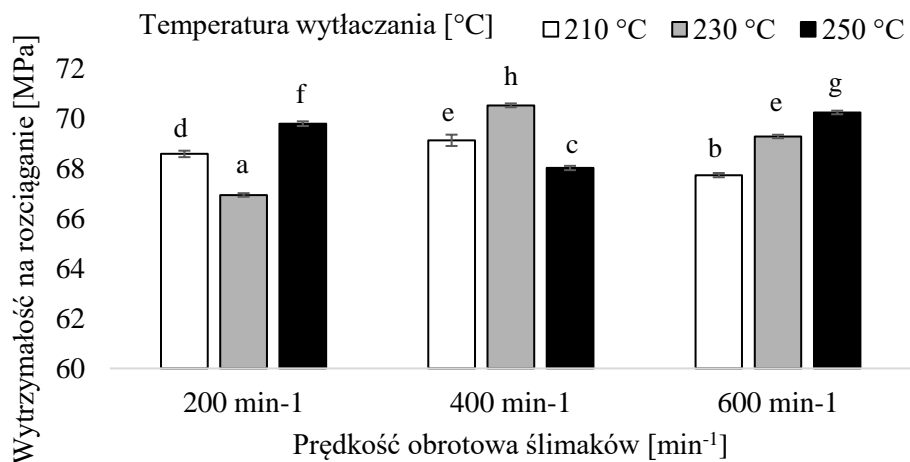 Temperatura wytłaczania [°C] 210 °C 230 °C 250 °C
Wytrzymałość na rozciąganie [MPa]
72
70
68
66
64
62
60
d a f
e h c
b e g
200 min-1 400 min-1 600 min-1
Prędkość obrotowa ślimaków [min⁻¹]